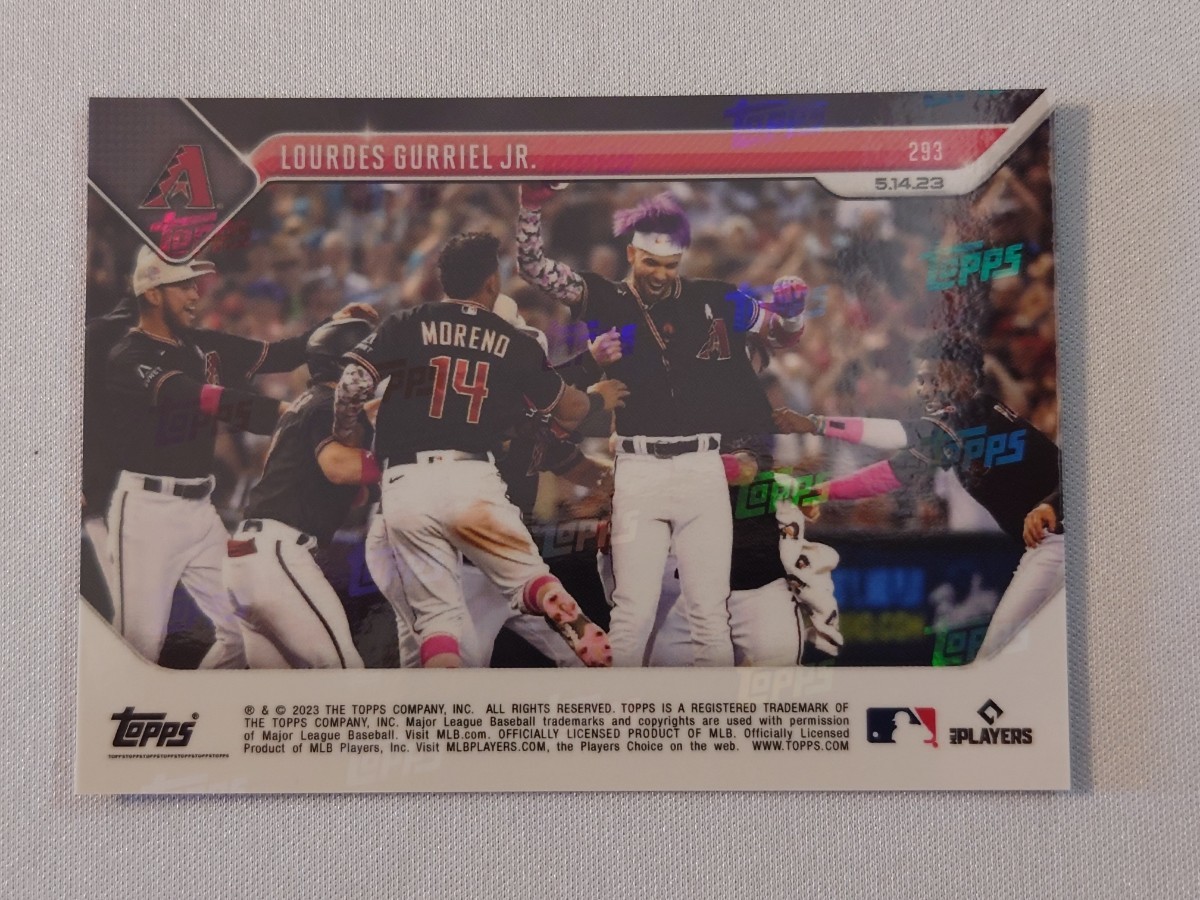 LOURDES GURRIEL JR.
293
5.14.23
A
MORENO
14
A
topps
® & © 2023 THE TOPPS COMPANY, INC. ALL RIGHTS RESERVED. TOPPS IS A REGISTERED TRADEMARK OF
THE TOPPS COMPANY, INC. Major League Baseball trademarks and copyrights are used with permission
of Major League Baseball. Visit MLB.com. OFFICIALLY LICENSED PRODUCT OF MLB. Officially Licensed
Product of MLB Players, Inc. Visit MLBPLAYERS.COM, the Players Choice on the web. WWW.TOPPS.COM
MLB PLAYERS